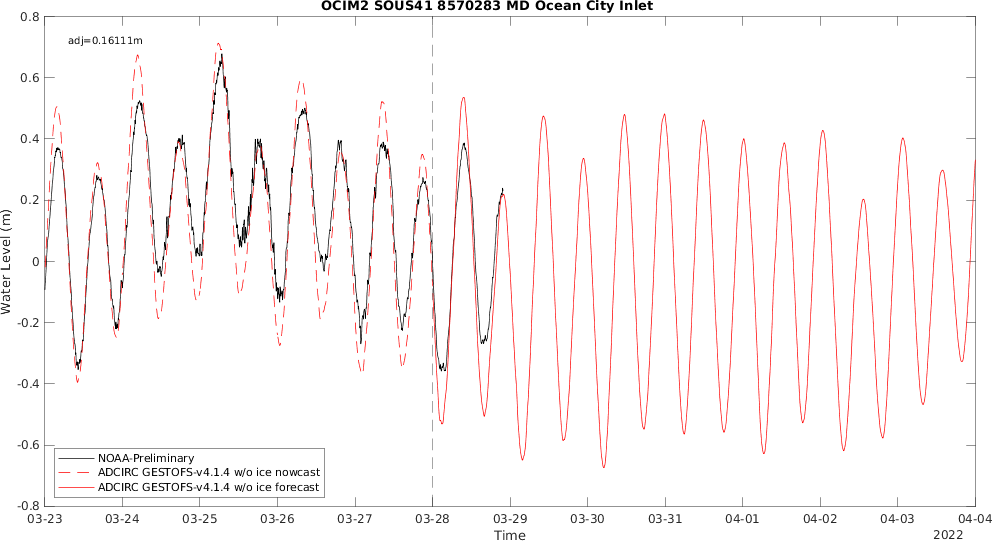 OCIM2 SOUS41 8570283 MD Ocean City Inlet
adj=0.16111m
0.8
0.6
0.4
0.2
0
-0.2
-0.4
-0.6
-0.8
Water Level (m)
NOAA-Preliminary
ADCIRC GESTOFS-v4.1.4 w/o ice nowcast
ADCIRC GESTOFS-v4.1.4 w/o ice forecast
03-23 03-24 03-25 03-26 03-27 03-28 03-29 03-30 03-31 04-01 04-02 04-03 04-04
Time
2022